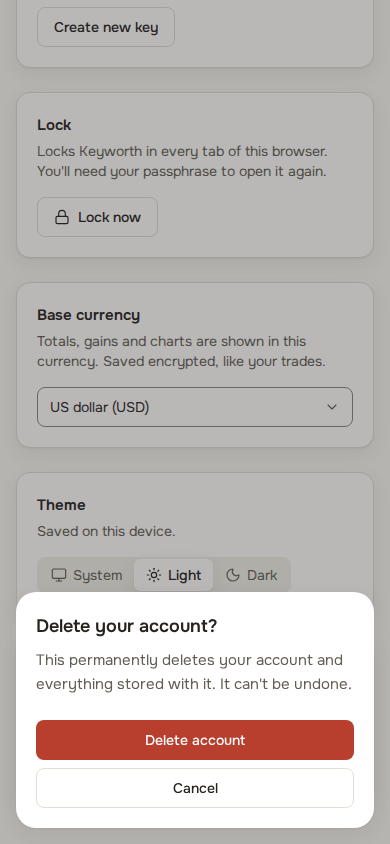 Create new key
Lock
Locks Keyworth in every tab of this browser.
You'll need your passphrase to open it again.
Lock now
Base currency
Totals, gains and charts are shown in this
currency. Saved encrypted, like your trades.
US dollar (USD)
Theme
Saved on this device.
System Light Dark
Delete your account?
This permanently deletes your account and
everything stored with it. It can't be undone.
Delete account
Cancel